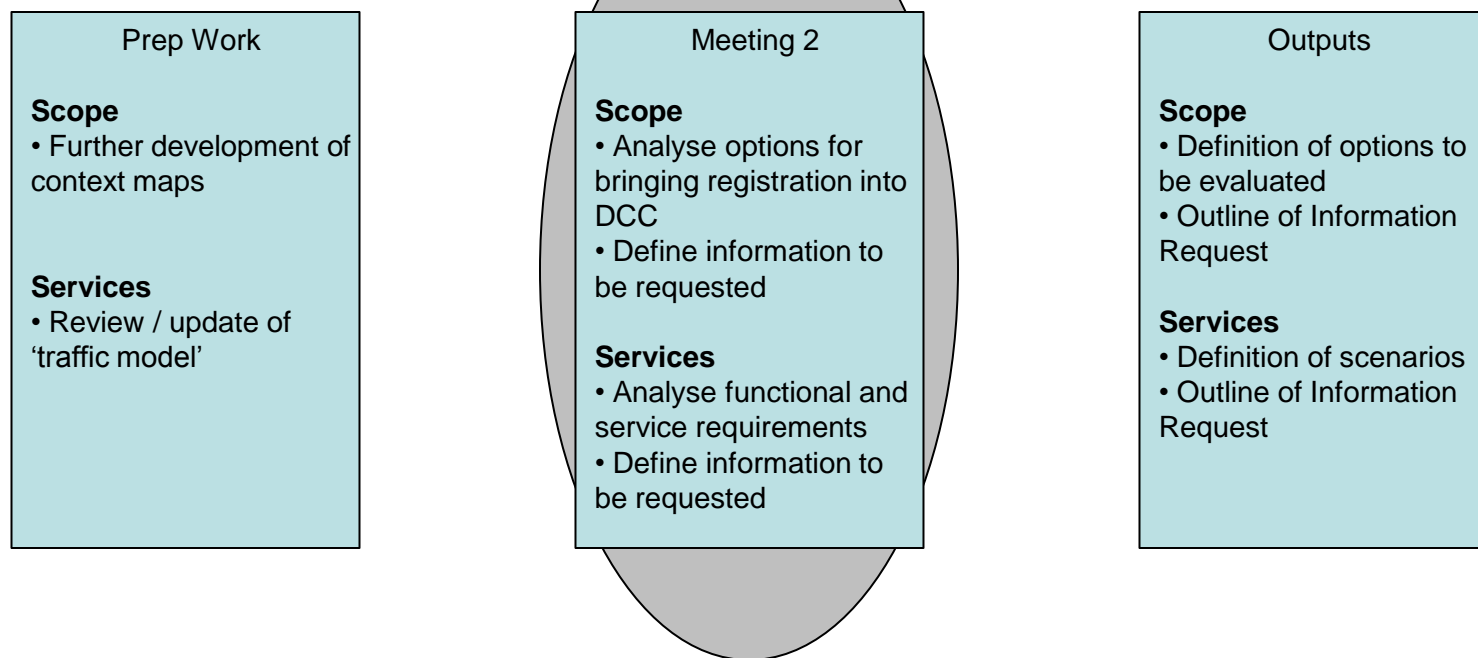 Prep Work
Scope
• Further development of
context maps
Services
• Review / update of
‘traffic model’
Meeting 2
Scope
• Analyse options for
bringing registration into
DCC
• Define information to
be requested
Services
• Analyse functional and
service requirements
• Define information to
be requested
Outputs
Scope
• Definition of options to
be evaluated
• Outline of Information
Request
Services
• Definition of scenarios
• Outline of Information
Request